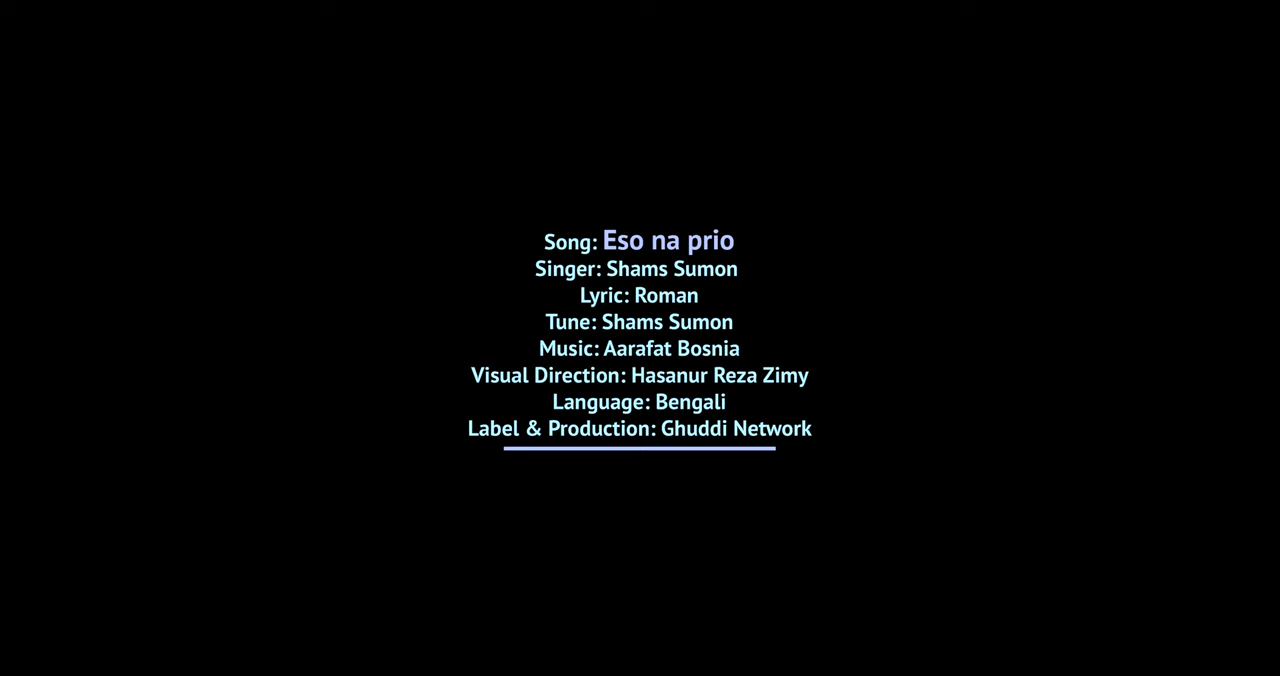 Song: Eso na prio
Singer: Shams Sumon
Lyric: Roman
Tune: Shams Sumon
Music: Aarafat Bosnia
Visual Direction: Hasanur Reza Zimy
Language: Bengali
Label & Production: Ghuddi Network